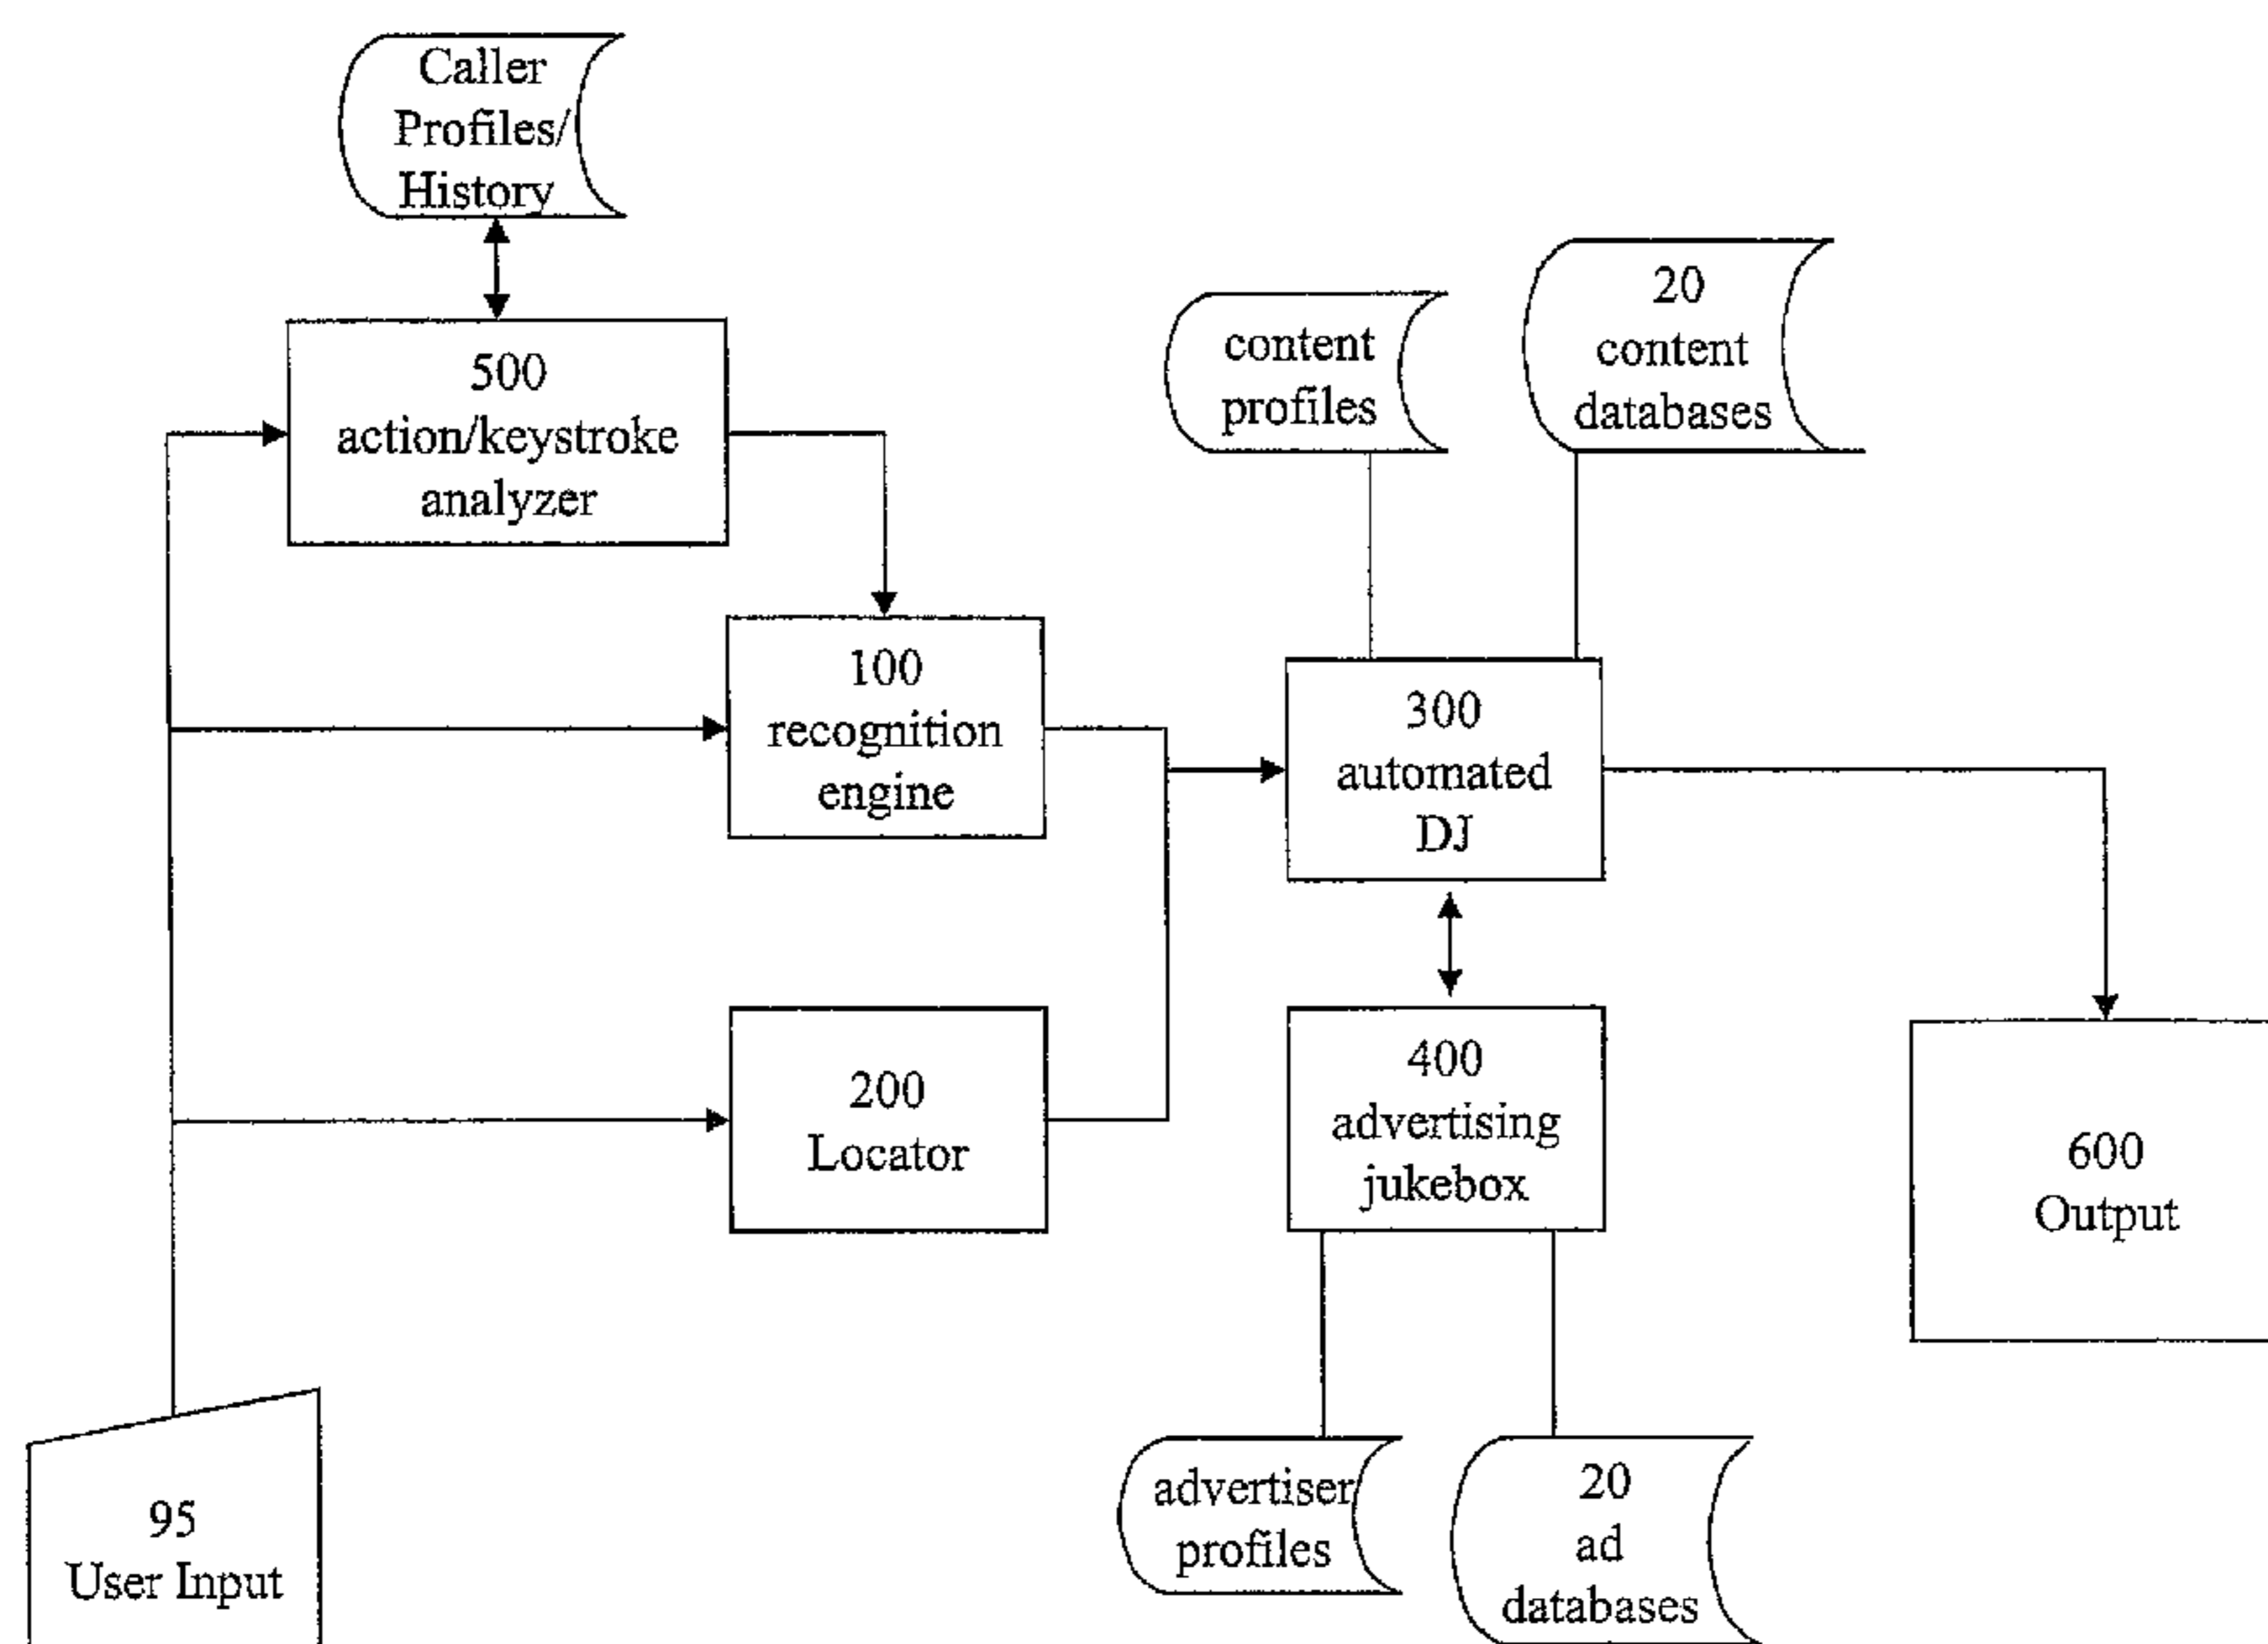 Caller
Profiles/
History
500
action/keystroke
analyzer
content
profiles
20
content
databases
100
recognition
engine
300
automated
DJ
200
Locator
400
advertising
jukebox
600
Output
95
User Input
advertiser
profiles
20
ad
databases